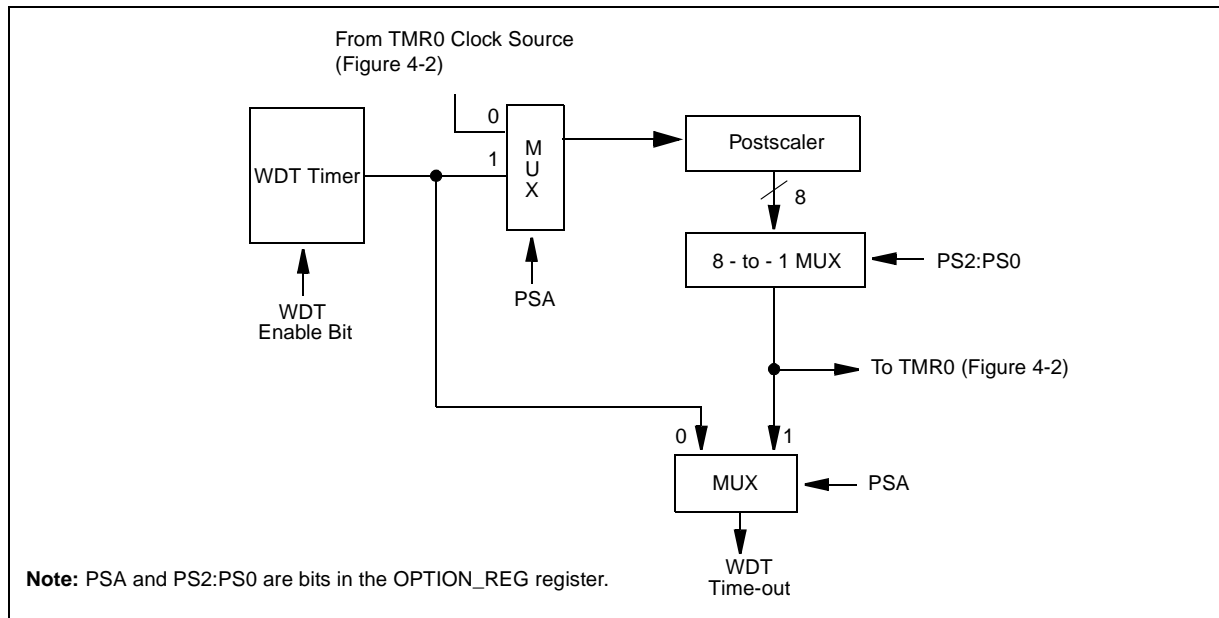 From TMR0 Clock Source
(Figure 4-2)
0
1
M
U
X
WDT Timer
Postscaler
8
8 - to - 1 MUX
PS2:PS0
PSA
WDT
Enable Bit
To TMR0 (Figure 4-2)
0
1
MUX
PSA
WDT
Time-out
Note: PSA and PS2:PS0 are bits in the OPTION_REG register.